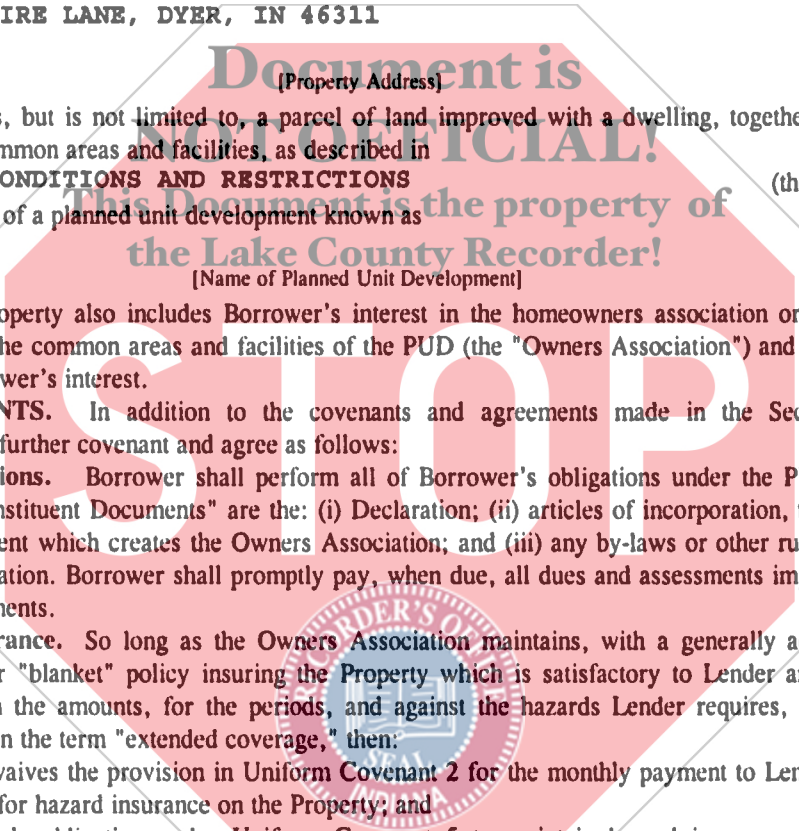 IRE LANE, DYER, IN 46311
Document is
[Property Address]
s, but is not limited to, a parcel of land improved with a dwelling, togethe
NOT OFFICIAL!
mmon areas and facilities, as described in
ONDITIONS AND RESTRICTIONS (th
This Document is the property of
of a planned unit development known as
the Lake County Recorder!
[Name of Planned Unit Development]
operty also includes Borrower's interest in the homeowners association or
he common areas and facilities of the PUD (the "Owners Association") and
wer's interest.
STOP
NTS. In addition to the covenants and agreements made in the Sec
further covenant and agree as follows:
ions. Borrower shall perform all of Borrower's obligations under the P
nstituent Documents" are the: (i) Declaration; (ii) articles of incorporation,
ent which creates the Owners Association; and (iii) any by-laws or other ru
ation. Borrower shall promptly pay, when due, all dues and assessments im
nents.
rance. So long as the Owners Association maintains, with a generally a
r "blanket" policy insuring the Property which is satisfactory to Lender a
n the amounts, for the periods, and against the hazards Lender requires,
n the term "extended coverage," then:
vaives the provision in Uniform Covenant 2 for the monthly payment to Len
for hazard insurance on the Property; and
RECORDER'S OFFICE
SEAL
INDIANA